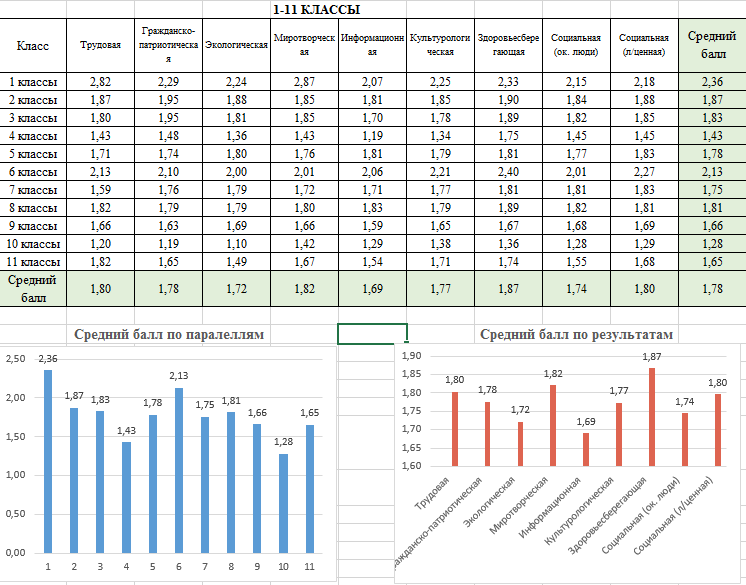 1-11 КЛАССЫ
Класс Трудовая Гражданско-патриотическая Экологическая Миротворческая Информационная Культурологическая Здоровьесберегающая Социальная (ок. люди) Социальная (л/ценная) Средний балл
1 классы 2,82 2,29 2,24 2,87 2,07 2,25 2,33 2,15 2,18 2,36
2 классы 1,87 1,95 1,88 1,85 1,81 1,85 1,90 1,84 1,88 1,87
3 классы 1,80 1,95 1,81 1,85 1,70 1,78 1,89 1,82 1,85 1,83
4 классы 1,43 1,48 1,36 1,43 1,19 1,34 1,75 1,45 1,45 1,43
5 классы 1,71 1,74 1,80 1,76 1,81 1,79 1,81 1,77 1,83 1,78
6 классы 2,13 2,10 2,00 2,01 2,06 2,21 2,40 2,01 2,27 2,13
7 классы 1,59 1,76 1,79 1,72 1,71 1,77 1,81 1,81 1,83 1,75
8 классы 1,82 1,79 1,79 1,80 1,83 1,79 1,89 1,82 1,81 1,81
9 классы 1,66 1,63 1,69 1,66 1,59 1,65 1,67 1,68 1,69 1,66
10 классы 1,20 1,19 1,10 1,42 1,29 1,38 1,36 1,28 1,29 1,28
11 классы 1,82 1,65 1,49 1,67 1,54 1,71 1,74 1,55 1,68 1,65
Средний балл 1,80 1,78 1,72 1,82 1,69 1,77 1,87 1,74 1,80 1,78
Средний балл по паралеллям
2,50
2,00
1,50
1,00
0,50
0,00
2,36 1,87 1,83 1,43 1,78 2,13 1,75 1,81 1,66 1,28 1,65
1 2 3 4 5 6 7 8 9 10 11
Средний балл по результатам
1,90
1,85
1,80
1,75
1,70
1,65
1,60
1,80 1,78 1,72 1,82 1,69 1,77 1,87 1,74 1,80
Трудовая
ражданско-патриотическая
Экологическая
Миротворческая
Информационная
Культурологическая
Здоровьесберегающая
Социальная (ок. люди)
Социальная (л/ценная)